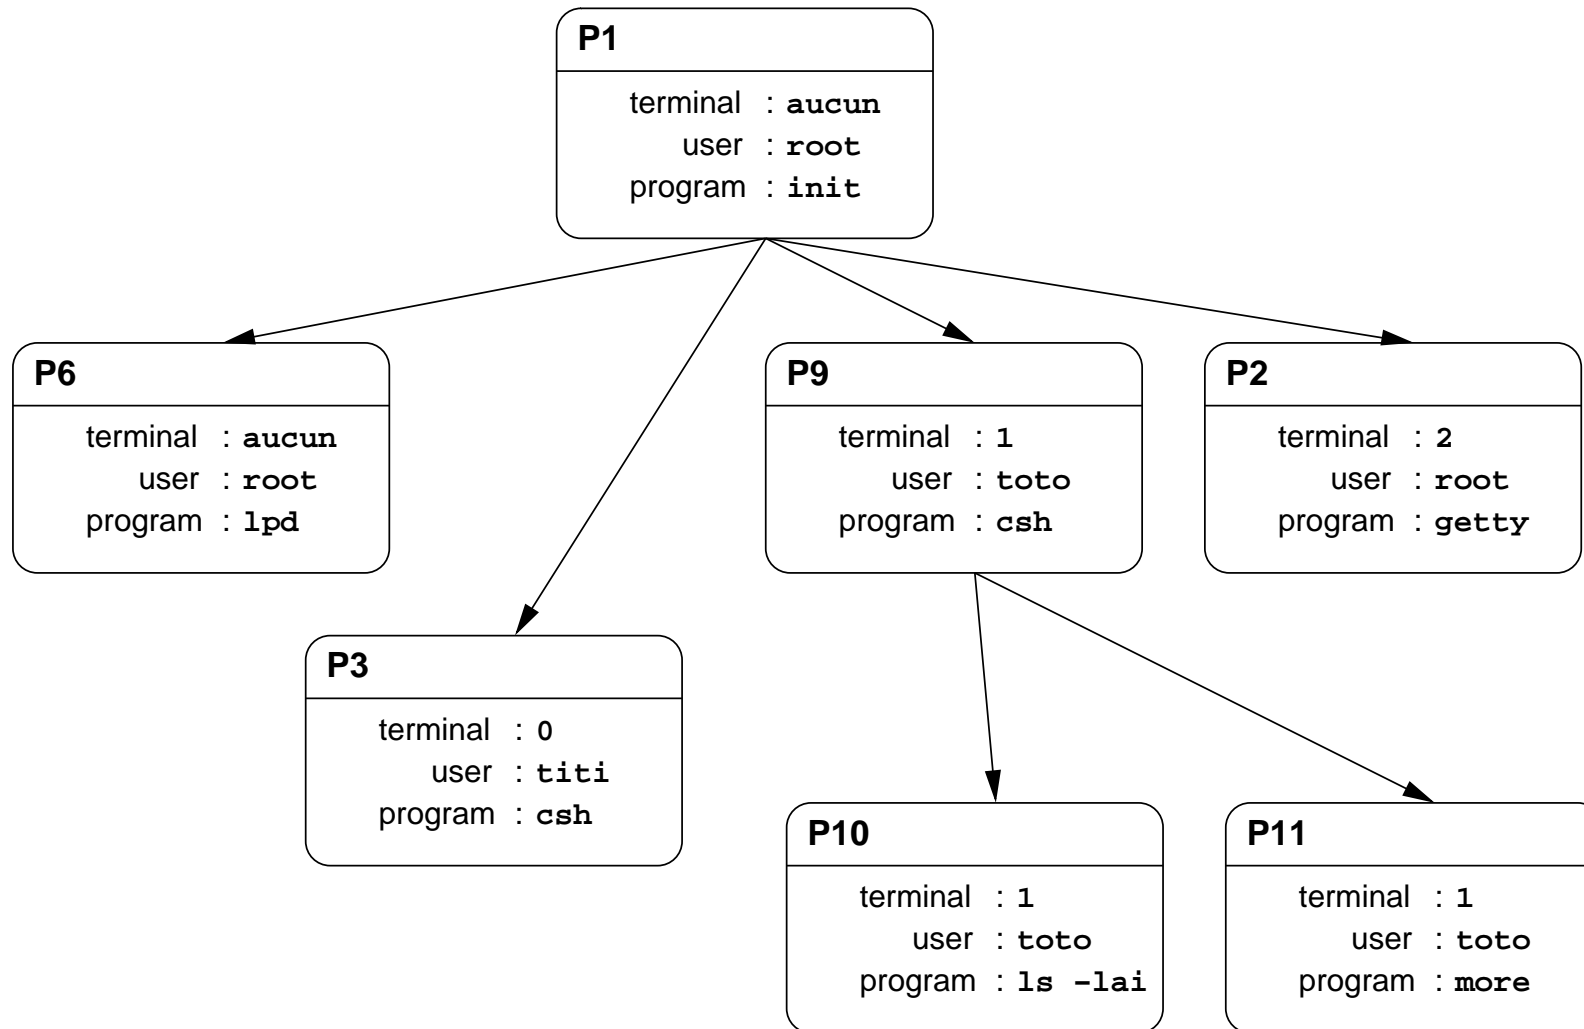 P1
terminal : aucun
user : root
program : init
P6
terminal : aucun
user : root
program : lpd
P9
terminal : 1
user : toto
program : csh
P2
terminal : 2
user : root
program : getty
P3
terminal : 0
user : titi
program : csh
P10
terminal : 1
user : toto
program : ls −lai
P11
terminal : 1
user : toto
program : more